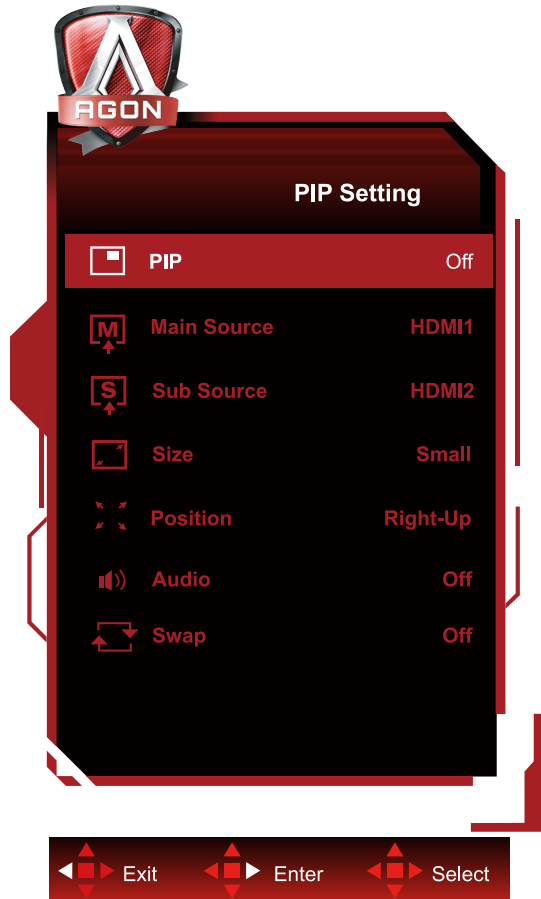 AGON
PIP Setting
PIP Off
M Main Source HDMI1
S Sub Source HDMI2
Size Small
Position Right-Up
Audio Off
Swap Off
Exit Enter Select